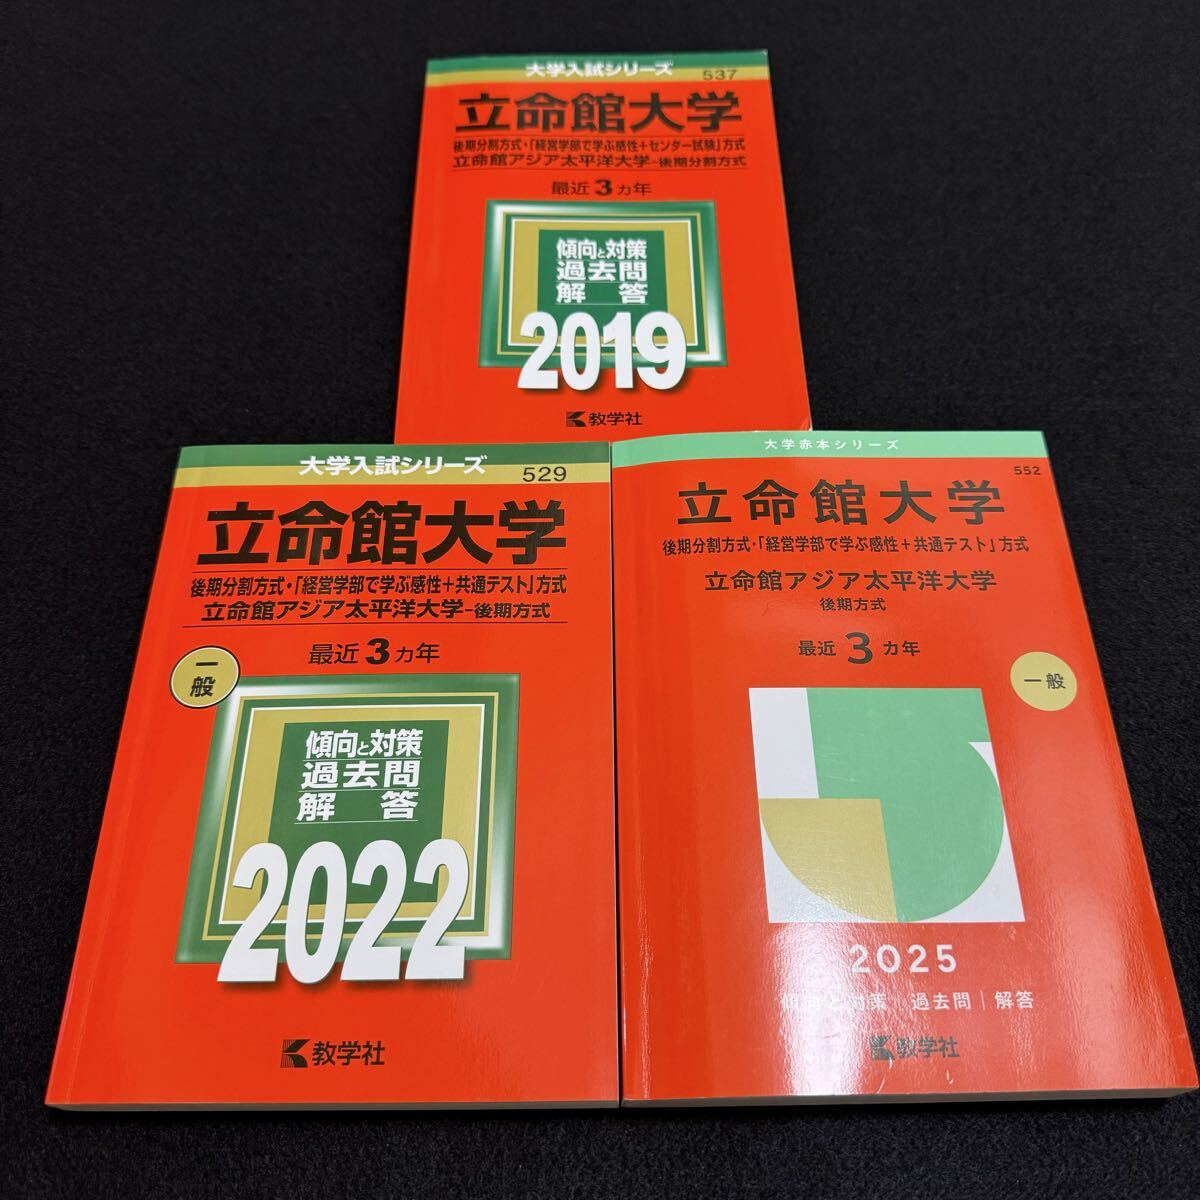 大学入試シリーズ
537
立命館大学
後期分割方式・「経営学部で学ぶ感性＋センター試験」方式
立命館アジア太平洋大学-後期分割方式
最近3カ年
傾向と対策
過去問
解答
2019
教学社
大学入試シリーズ
529
立命館大学
後期分割方式・「経営学部で学ぶ感性＋共通テスト」方式
立命館アジア太平洋大学-後期方式
最近3カ年
一般
傾向と対策
過去問
解答
2022
教学社
大学赤本シリーズ
552
立命館大学
後期分割方式・「経営学部で学ぶ感性＋共通テスト」方式
立命館アジア太平洋大学
後期方式
最近3カ年
一般
2025
傾向と対策 過去問｜解答
教学社